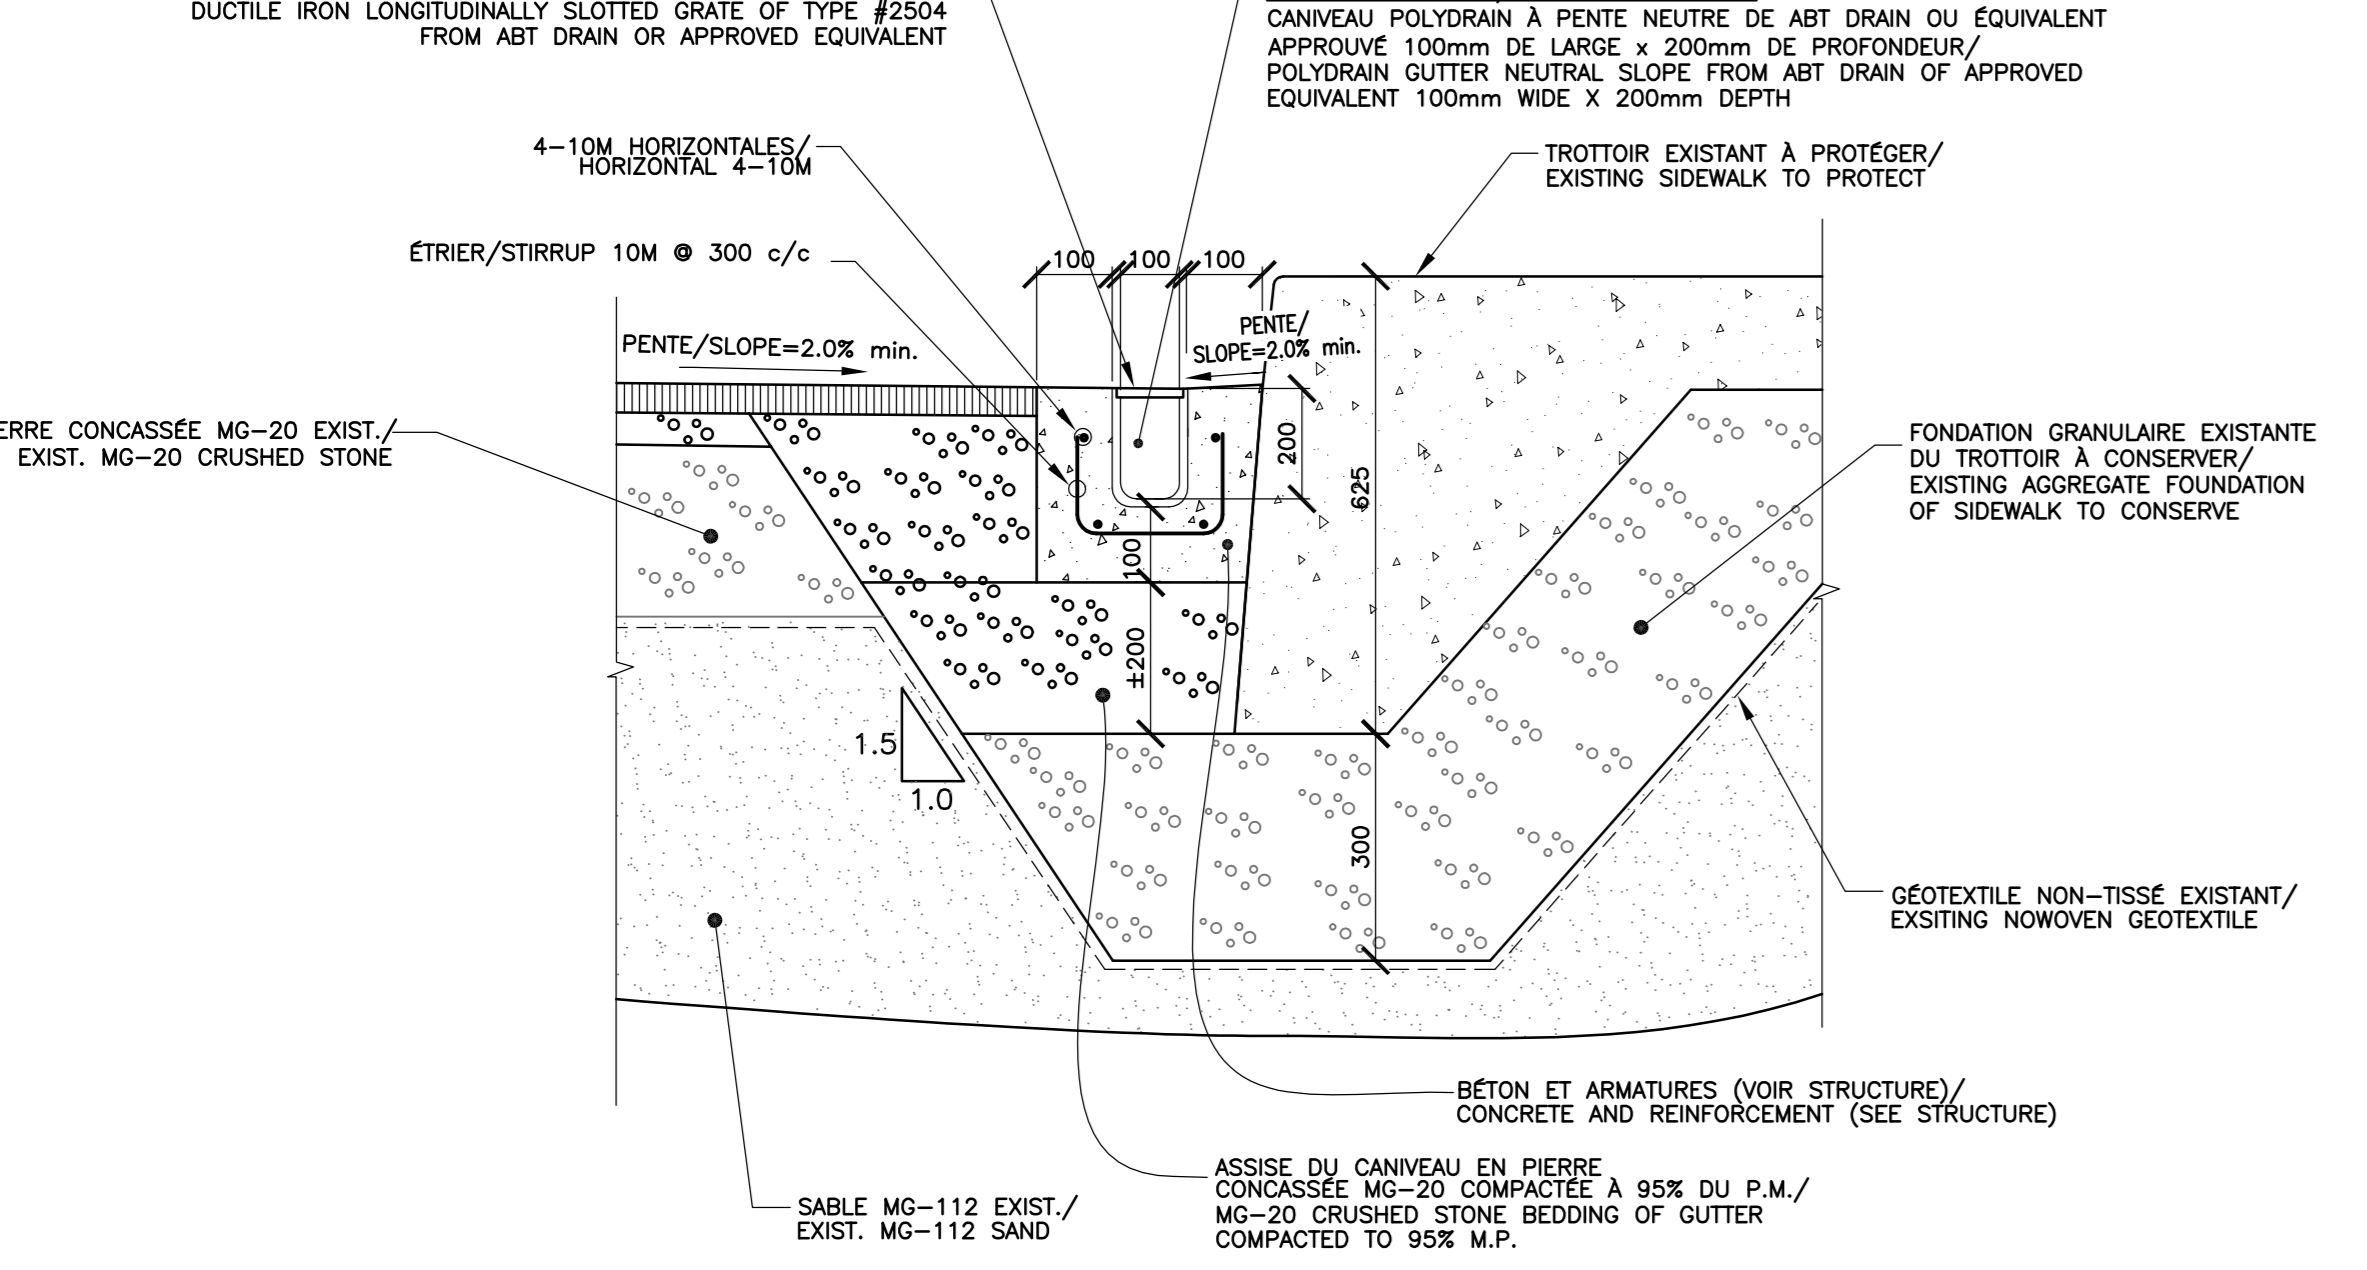 DUCTILE IRON LONGITUDINALLY SLOTTED GRATE OF TYPE #2504
FROM ABT DRAIN OR APPROVED EQUIVALENT
CANIVEAU POLYDRAIN À PENTE NEUTRE DE ABT DRAIN OU ÉQUIVALENT
APPROUVÉ 100mm DE LARGE x 200mm DE PROFONDEUR/
POLYDRAIN GUTTER NEUTRAL SLOPE FROM ABT DRAIN OF APPROVED
EQUIVALENT 100mm WIDE X 200mm DEPTH
4-10M HORIZONTALES/
HORIZONTAL 4-10M
TROTTOIR EXISTANT À PROTÉGER/
EXISTING SIDEWALK TO PROTECT
ÉTRIER/STIRRUP 10M @ 300 c/c
100
100
100
PENTE/SLOPE=2.0% min.
PENTE/
SLOPE=2.0% min.
ERRE CONCASSÉE MG-20 EXIST./
EXIST. MG-20 CRUSHED STONE
200
625
FONDATION GRANULAIRE EXISTANTE
DU TROTTOIR À CONSERVER/
EXISTING AGGREGATE FOUNDATION
OF SIDEWALK TO CONSERVE
100
±200
1.5
1.0
300
GÉOTEXTILE NON-TISSÉ EXISTANT/
EXSITING NOWOVEN GEOTEXTILE
BÉTON ET ARMATURES (VOIR STRUCTURE)/
CONCRETE AND REINFORCEMENT (SEE STRUCTURE)
ASSISE DU CANIVEAU EN PIERRE
CONCASSÉE MG-20 COMPACTÉE À 95% DU P.M./
MG-20 CRUSHED STONE BEDDING OF GUTTER
COMPACTED TO 95% M.P.
SABLE MG-112 EXIST./
EXIST. MG-112 SAND